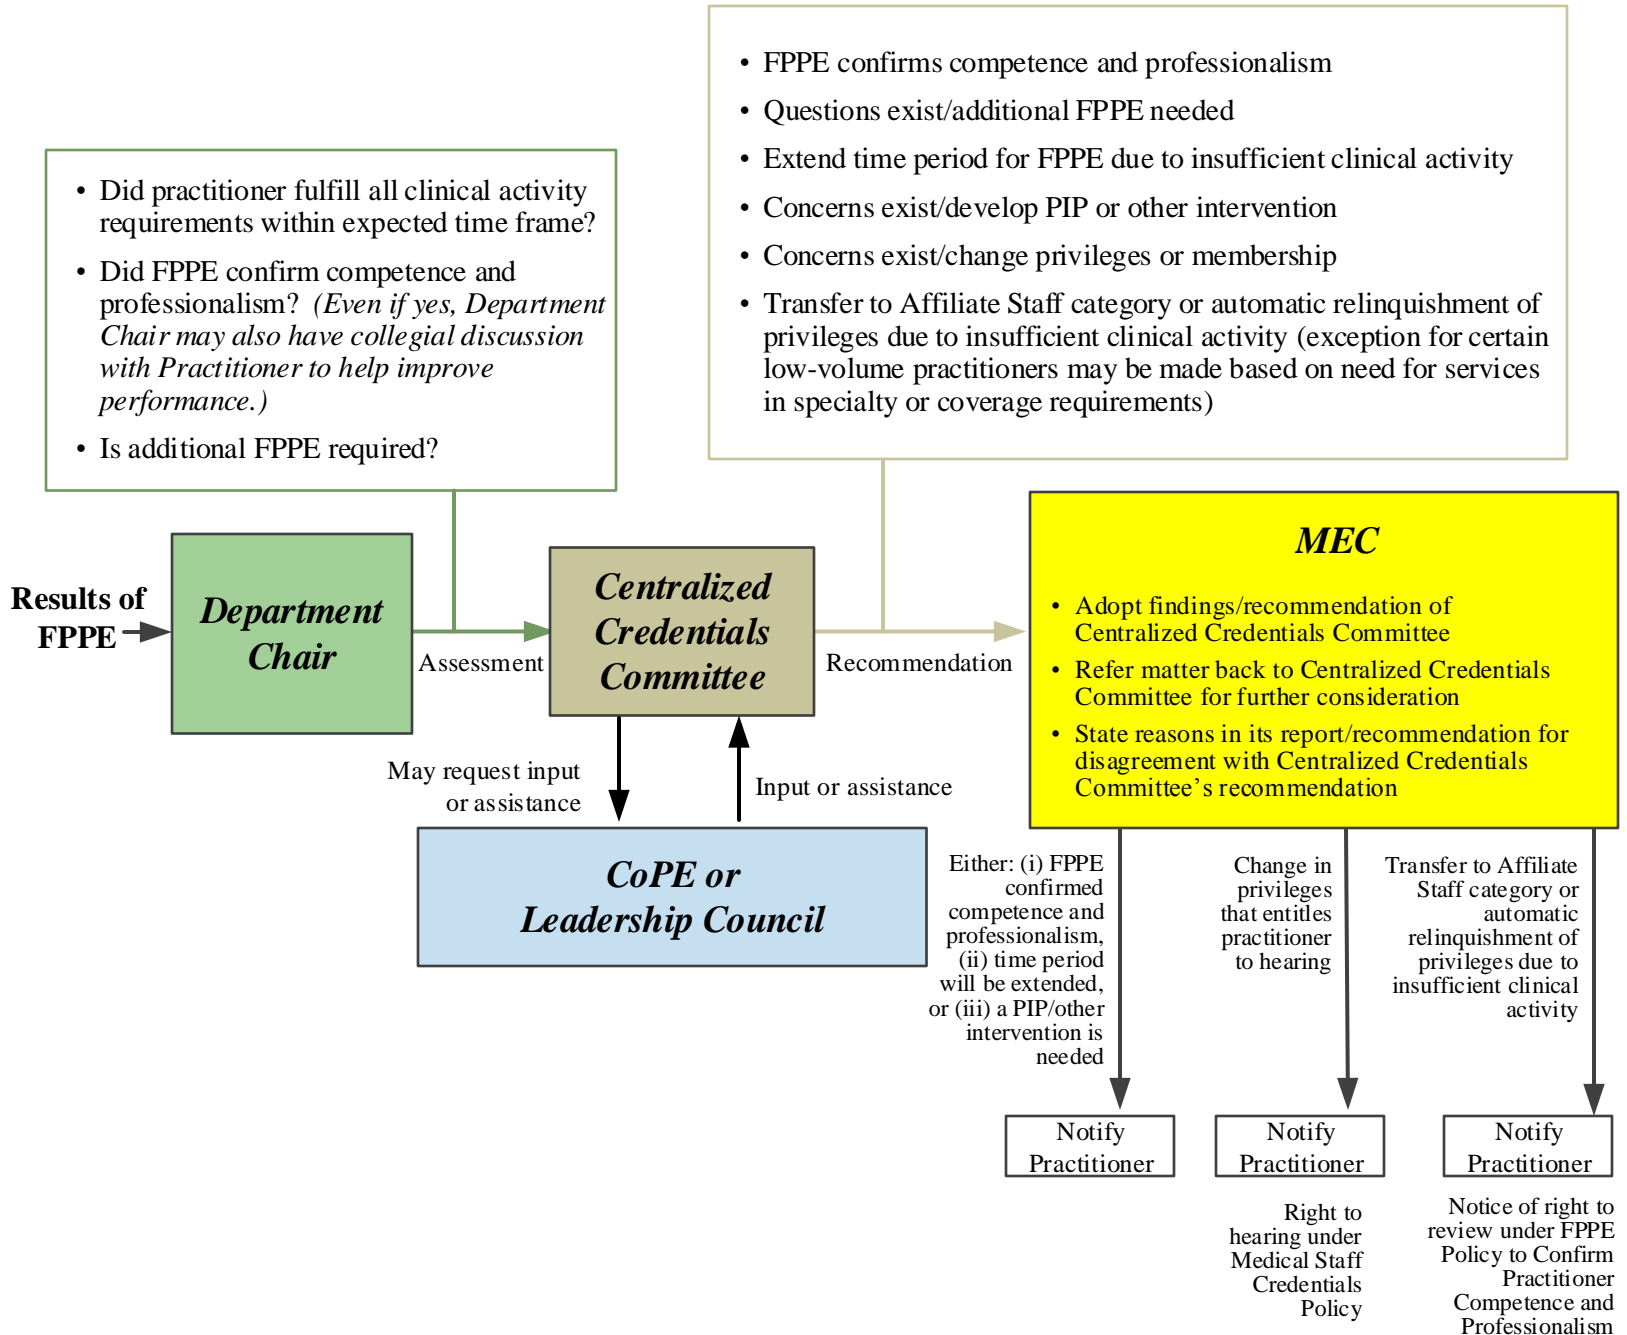 • FPPE confirms competence and professionalism
• Questions exist/additional FPPE needed
• Extend time period for FPPE due to insufficient clinical activity
• Concerns exist/develop PIP or other intervention
• Concerns exist/change privileges or membership
• Transfer to Affiliate Staff category or automatic relinquishment of
privileges due to insufficient clinical activity (exception for certain
low-volume practitioners may be made based on need for services
in specialty or coverage requirements)
• Did practitioner fulfill all clinical activity
requirements within expected time frame?
• Did FPPE confirm competence and
professionalism? (Even if yes, Department
Chair may also have collegial discussion
with Practitioner to help improve
performance.)
• Is additional FPPE required?
Results of
FPPE
Department
Chair
Assessment
Centralized
Credentials
Committee
Recommendation
MEC
• Adopt findings/recommendation of
Centralized Credentials Committee
• Refer matter back to Centralized Credentials
Committee for further consideration
• State reasons in its report/recommendation for
disagreement with Centralized Credentials
Committee’s recommendation
May request input
or assistance
Input or assistance
CoPE or
Leadership Council
Either: (i) FPPE
confirmed
competence and
professionalism,
(ii) time period
will be extended,
or (iii) a PIP/other
intervention is
needed
Change in
privileges
that entitles
practitioner
to hearing
Transfer to Affiliate
Staff category or
automatic
relinquishment of
privileges due to
insufficient clinical
activity
Notify
Practitioner
Notify
Practitioner
Notify
Practitioner
Right to
hearing under
Medical Staff
Credentials
Policy
Notice of right to
review under FPPE
Policy to Confirm
Practitioner
Competence and
Professionalism